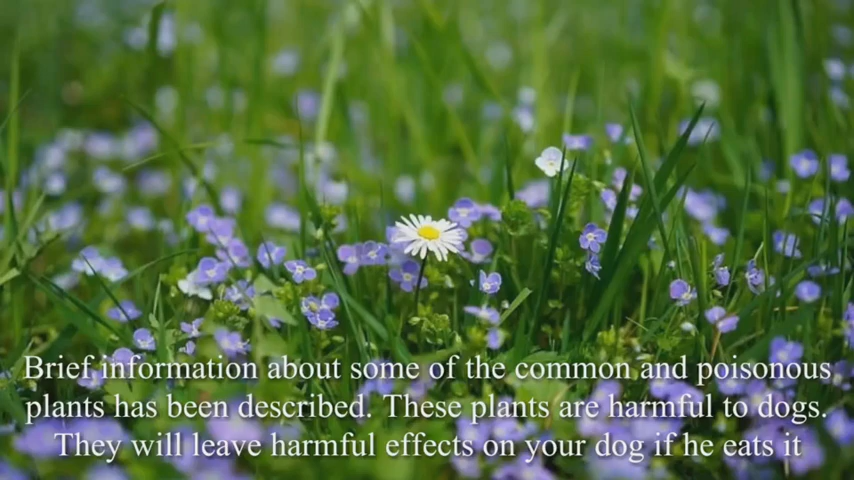 Brief information about some of the common and poisonous
plants has been described. These plants are harmful to dogs.
They will leave harmful effects on your dog if he eats it